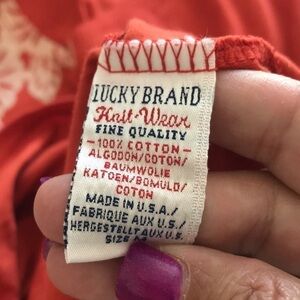 LUCKY BRAND
Knit-Wear
FINE QUALITY
- 100% COTTON -
ALGODON/COTON/
BAUMWOLLE
KATOEN/BOMULD/
COTON
MADE IN U.S.A./
FABRIQUE AUX U.S./
HERGESTELLT AUX U.S.
SIZE